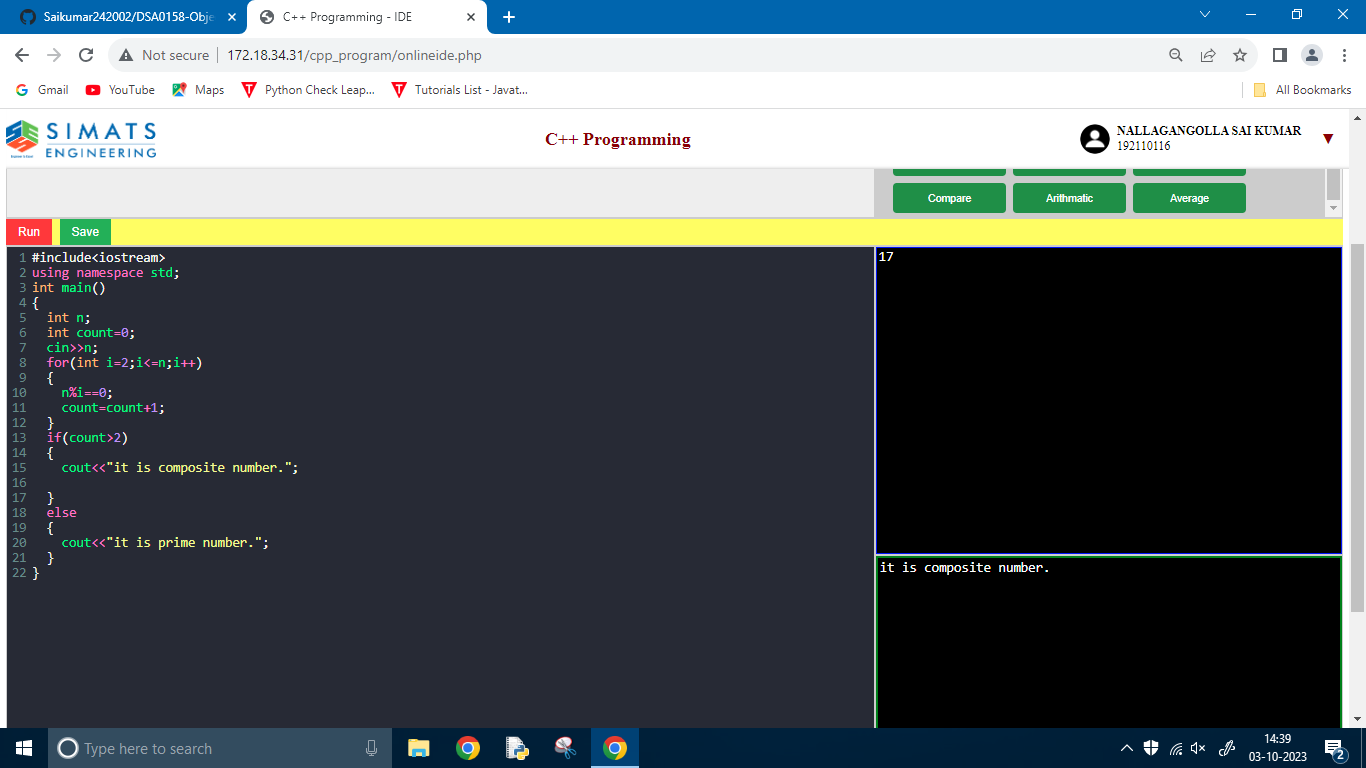 Saikumar242002/DSA0158-Obje
C++ Programming - IDE
Not secure
172.18.34.31/cpp_program/onlineide.php
Gmail
YouTube
Maps
Python Check Leap...
Tutorials List - Javat...
All Bookmarks
SIMATS
ENGINEERING
C++ Programming
NALLAGANGOLLA SAI KUMAR
192110116
Compare
Arithmatic
Average
Run
Save
1 #include<iostream>
2 using namespace std;
3 int main()
4 {
5 int n;
6 int count=0;
7 cin>>n;
8 for(int i=2;i<=n;i++)
9 {
10 n%i==0;
11 count=count+1;
12 }
13 if(count>2)
14 {
15 cout<<"it is composite number.";
16
17 }
18 else
19 {
20 cout<<"it is prime number.";
21 }
22 }
17
it is composite number.
Type here to search
14:39
03-10-2023
2